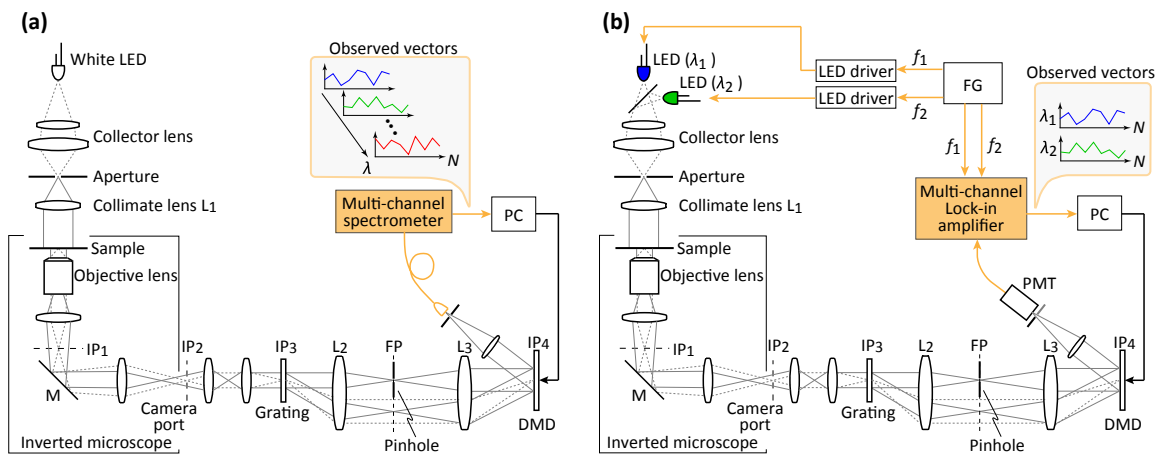 (a)
White LED
Collector lens
Aperture
Collimate lens L1
Sample
Objective lens
IP1
M
IP2
Camera
port
Inverted microscope
IP3
Grating
L2
FP
Pinhole
L3
IP4
DMD
Observed vectors
N
λ
Multi-channel
spectrometer
PC
(b)
LED (λ1)
LED (λ2)
LED driver
LED driver
f1
f2
FG
f1
f2
Observed vectors
λ1
N
λ2
N
Multi-channel
Lock-in
amplifier
PC
PMT
Collector lens
Aperture
Collimate lens L1
Sample
Objective lens
IP1
M
IP2
Camera
port
Inverted microscope
IP3
Grating
L2
FP
Pinhole
L3
IP4
DMD